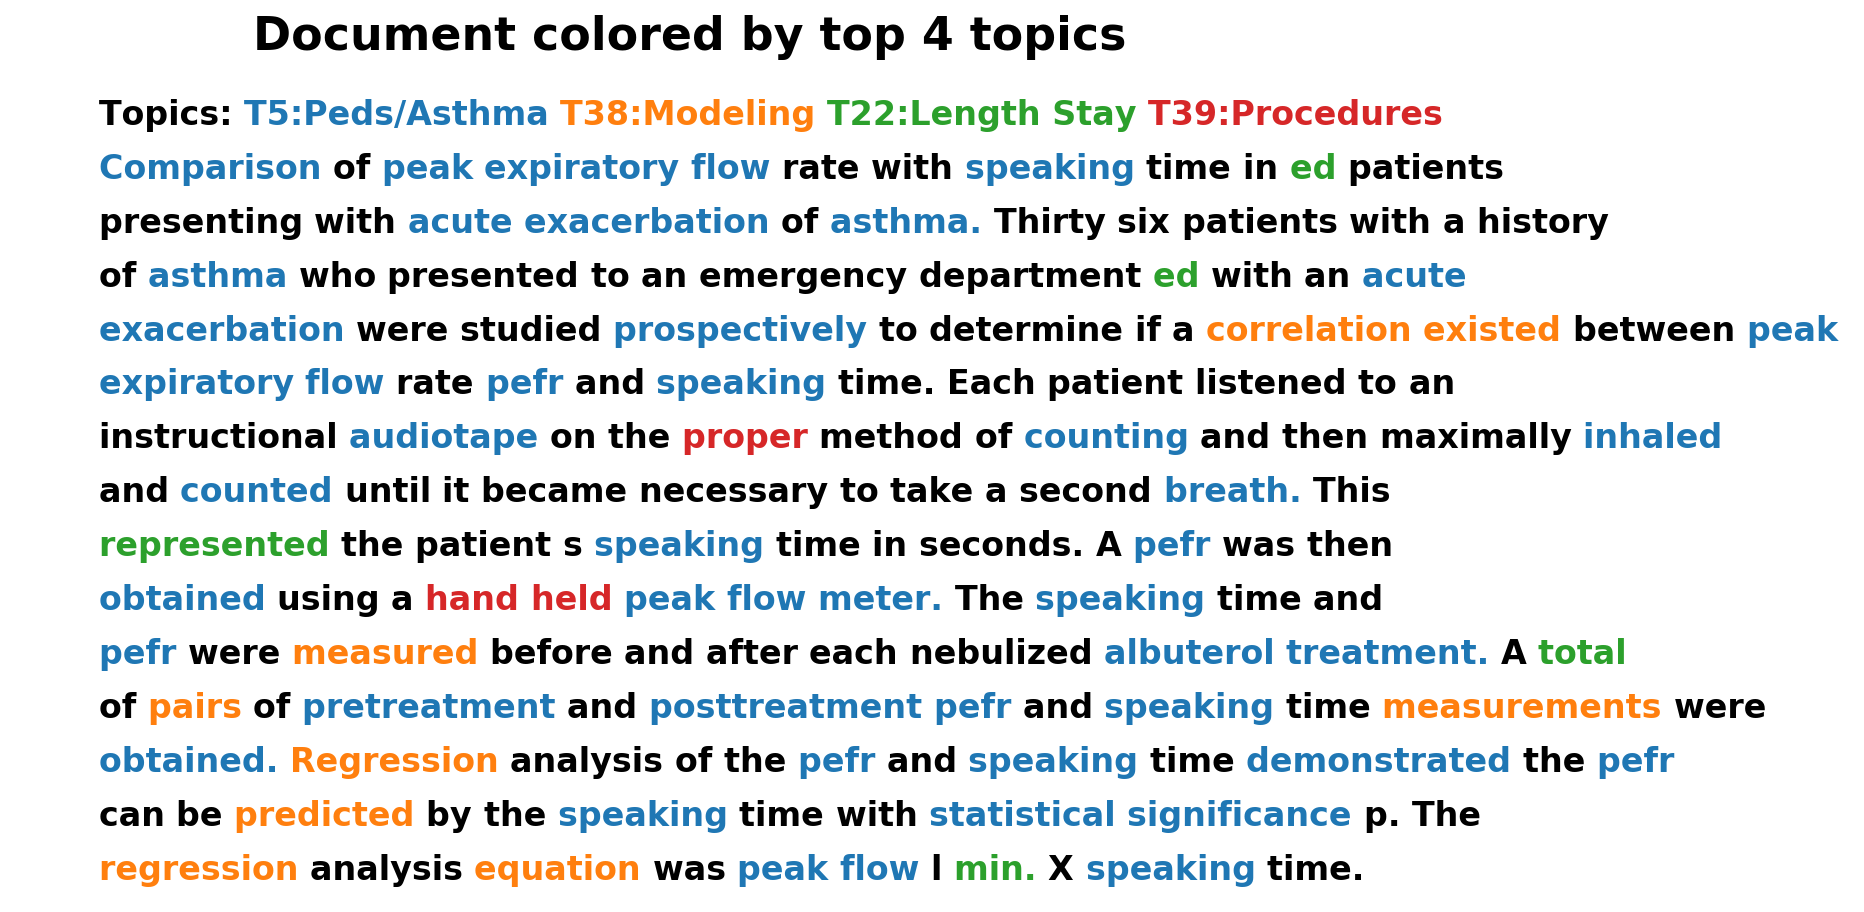 Document colored by top 4 topics
Topics: T5:Peds/Asthma T38:Modeling T22:Length Stay T39:Procedures
Comparison of peak expiratory flow rate with speaking time in ed patients
presenting with acute exacerbation of asthma. Thirty six patients with a history
of asthma who presented to an emergency department ed with an acute
exacerbation were studied prospectively to determine if a correlation existed between peak
expiratory flow rate pefr and speaking time. Each patient listened to an
instructional audiotape on the proper method of counting and then maximally inhaled
and counted until it became necessary to take a second breath. This
represented the patient s speaking time in seconds. A pefr was then
obtained using a hand held peak flow meter. The speaking time and
pefr were measured before and after each nebulized albuterol treatment. A total
of pairs of pretreatment and posttreatment pefr and speaking time measurements were
obtained. Regression analysis of the pefr and speaking time demonstrated the pefr
can be predicted by the speaking time with statistical significance p. The
regression analysis equation was peak flow l min. X speaking time.